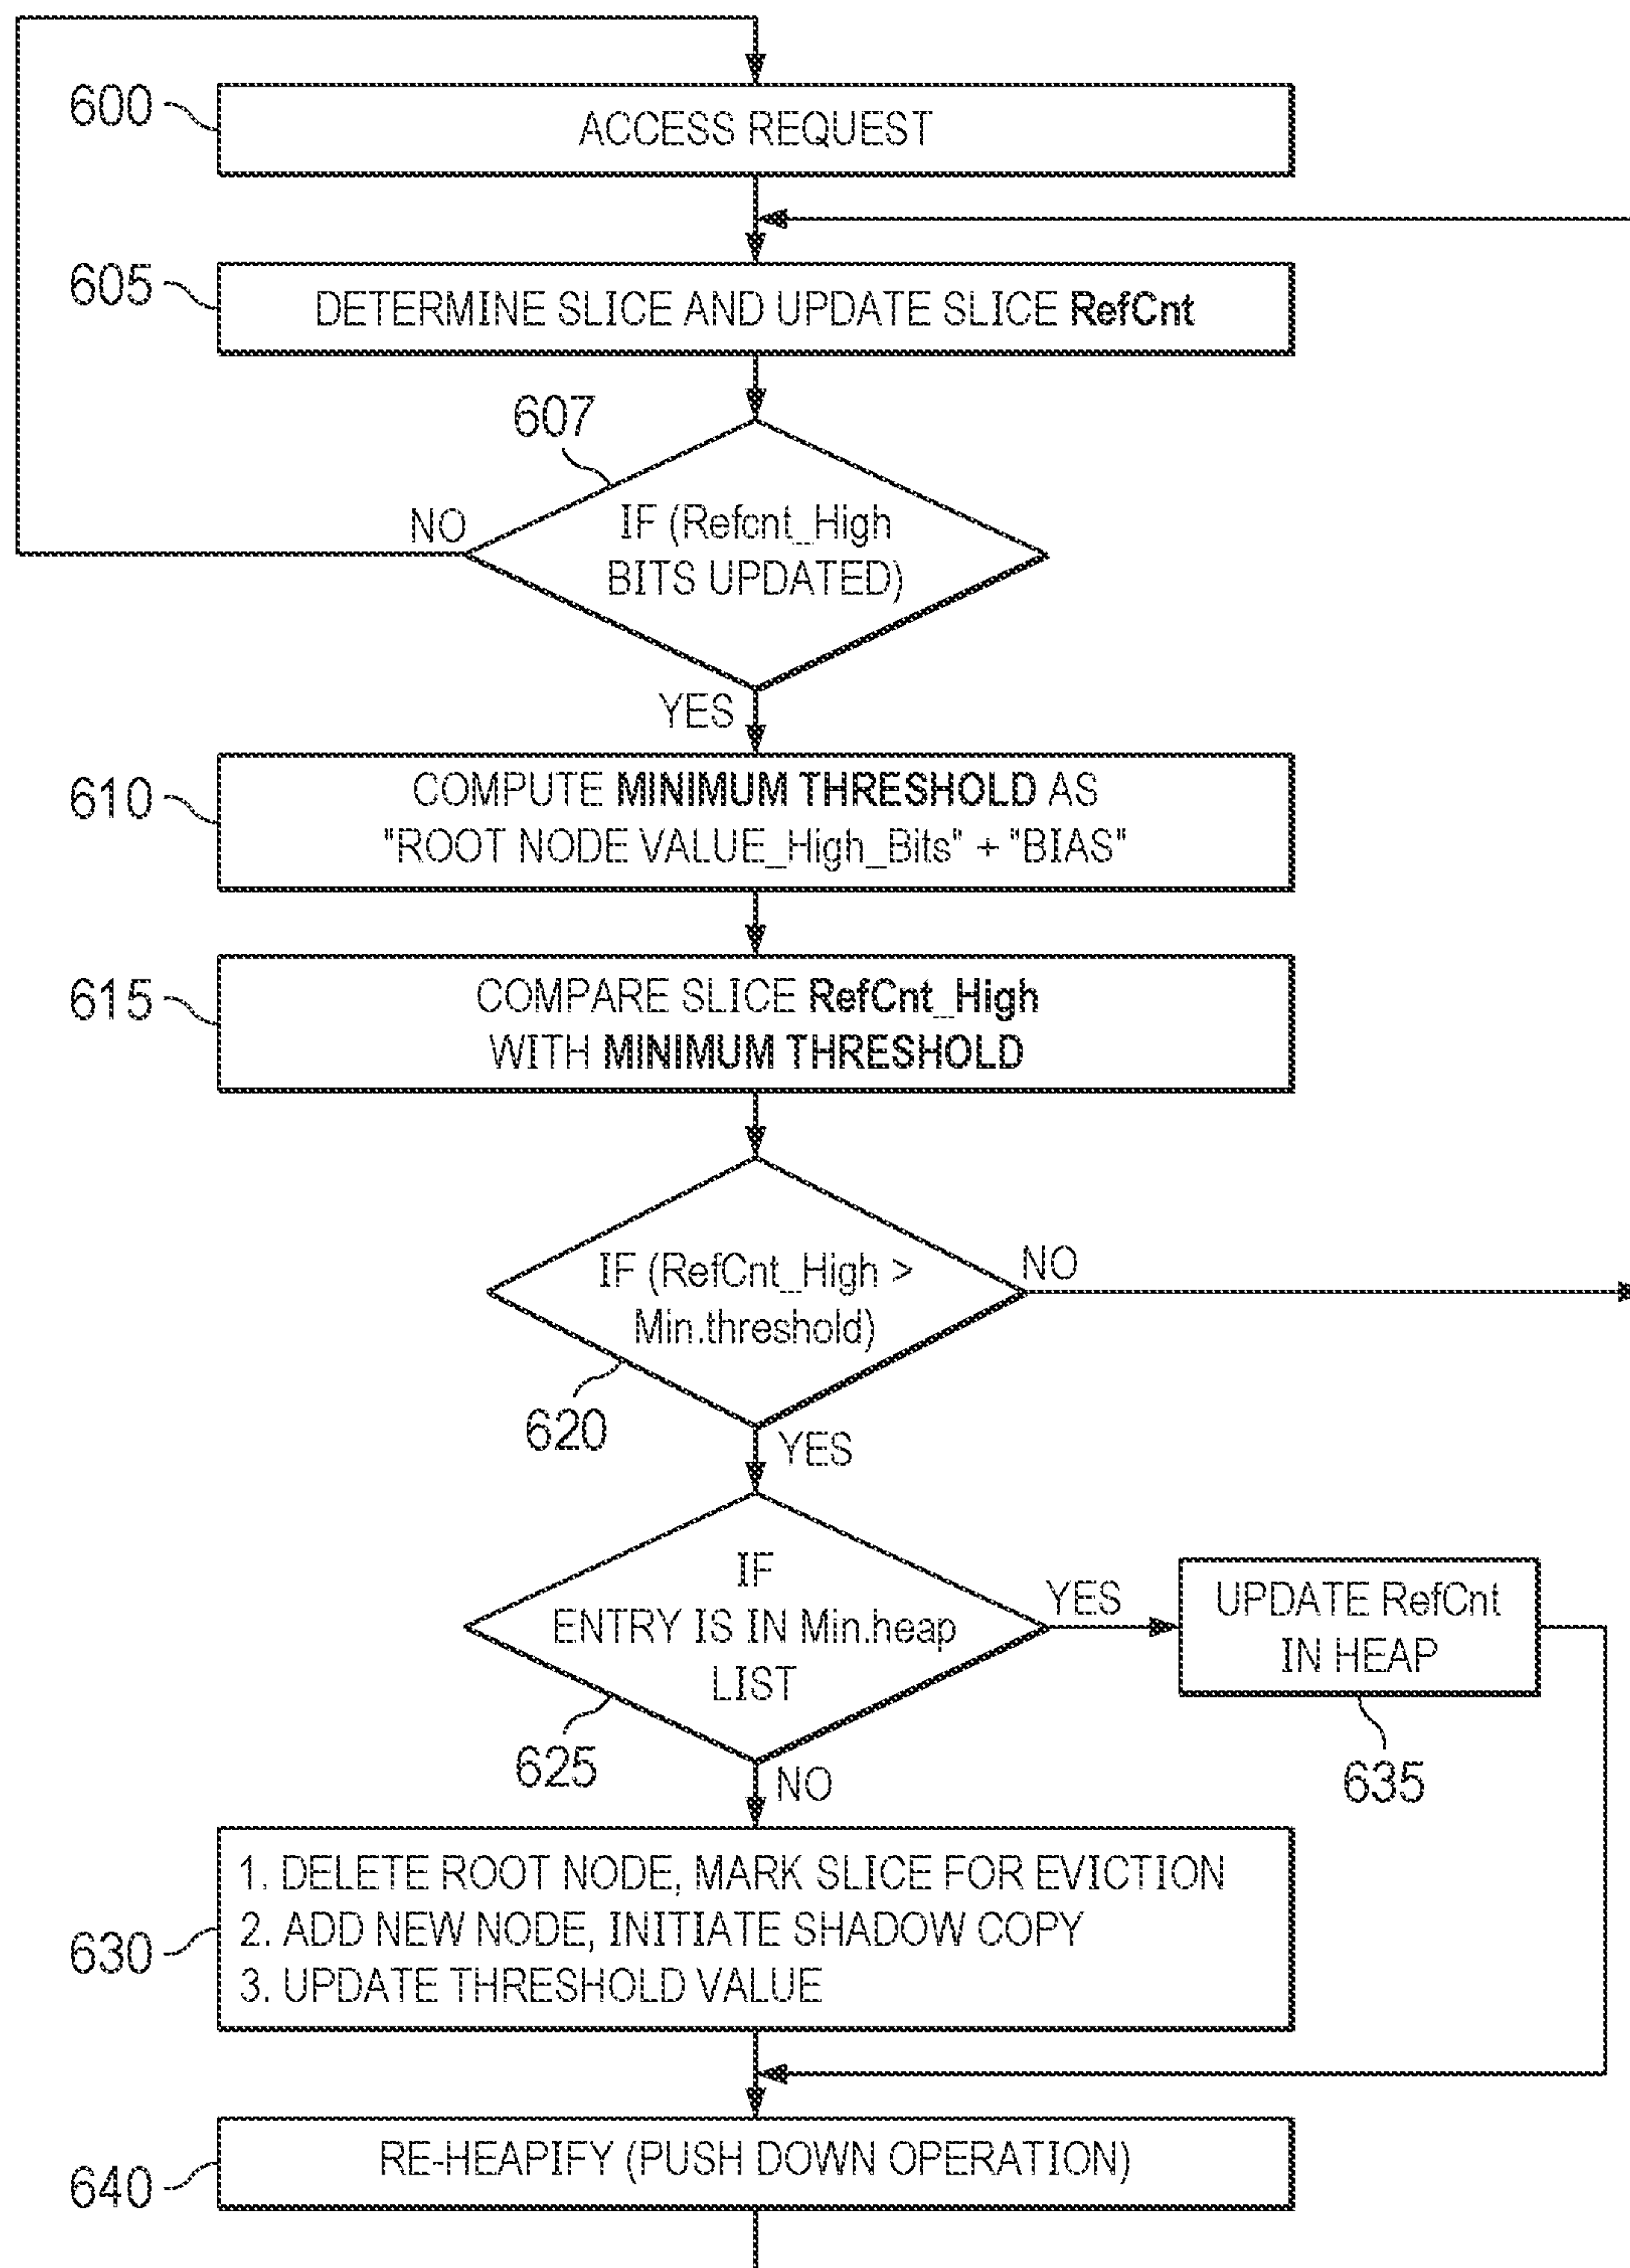 600
ACCESS REQUEST
605
DETERMINE SLICE AND UPDATE SLICE RefCnt
607
NO
IF (Refcnt_High
BITS UPDATED)
YES
610
COMPUTE MINIMUM THRESHOLD AS
"ROOT NODE VALUE_High_Bits" + "BIAS"
615
COMPARE SLICE RefCnt_High
WITH MINIMUM THRESHOLD
IF (RefCnt_High >
Min.threshold)
NO
620
YES
IF
ENTRY IS IN Min.heap
LIST
YES
UPDATE RefCnt
IN HEAP
625
635
NO
630
1. DELETE ROOT NODE, MARK SLICE FOR EVICTION
2. ADD NEW NODE, INITIATE SHADOW COPY
3. UPDATE THRESHOLD VALUE
640
RE-HEAPIFY (PUSH DOWN OPERATION)